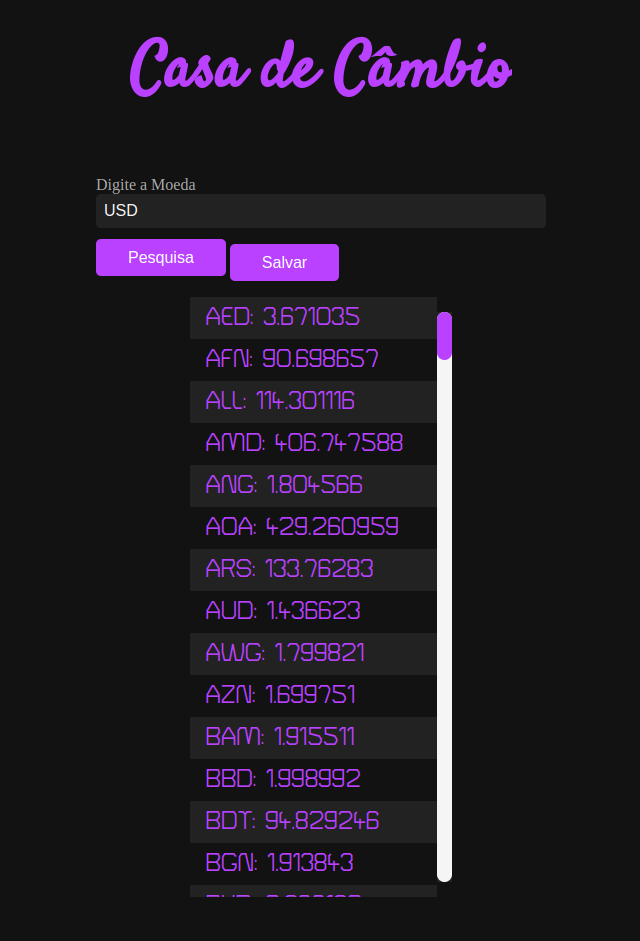 Casa de Câmbio
Digite a Moeda
USD
Pesquisa Salvar
AED: 3.671035
AFN: 90.698657
ALL: 114.301116
AMD: 406.747588
ANG: 1.804566
AOA: 429.260959
ARS: 133.76283
AUD: 1.436623
AWG: 1.799821
AZN: 1.699751
BAM: 1.915511
BBD: 1.998992
BDT: 94.829246
BGN: 1.913843